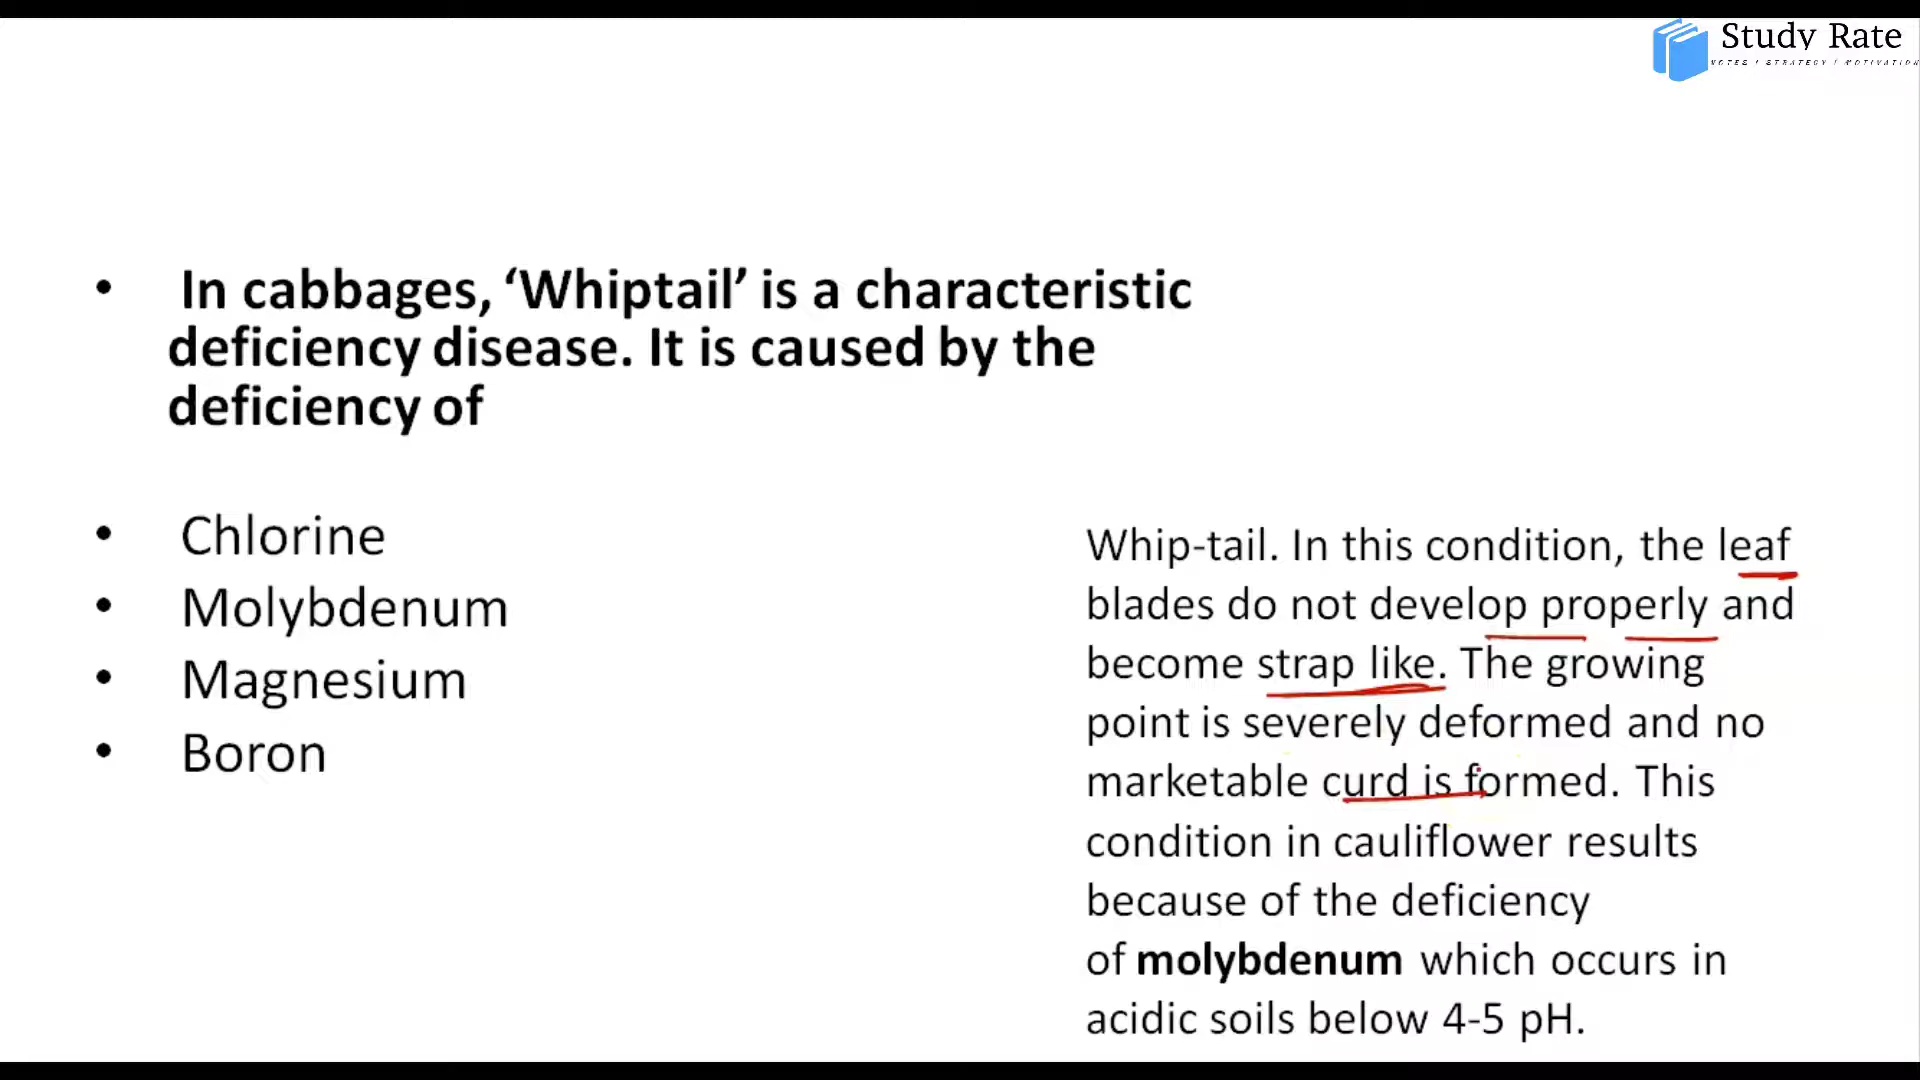 Study Rate
NOTES / STRATEGY / MOTIVATION
• In cabbages, ‘Whiptail’ is a characteristic
deficiency disease. It is caused by the
deficiency of
• Chlorine
• Molybdenum
• Magnesium
• Boron
Whip-tail. In this condition, the leaf
blades do not develop properly and
become strap like. The growing
point is severely deformed and no
marketable curd is formed. This
condition in cauliflower results
because of the deficiency
of molybdenum which occurs in
acidic soils below 4-5 pH.